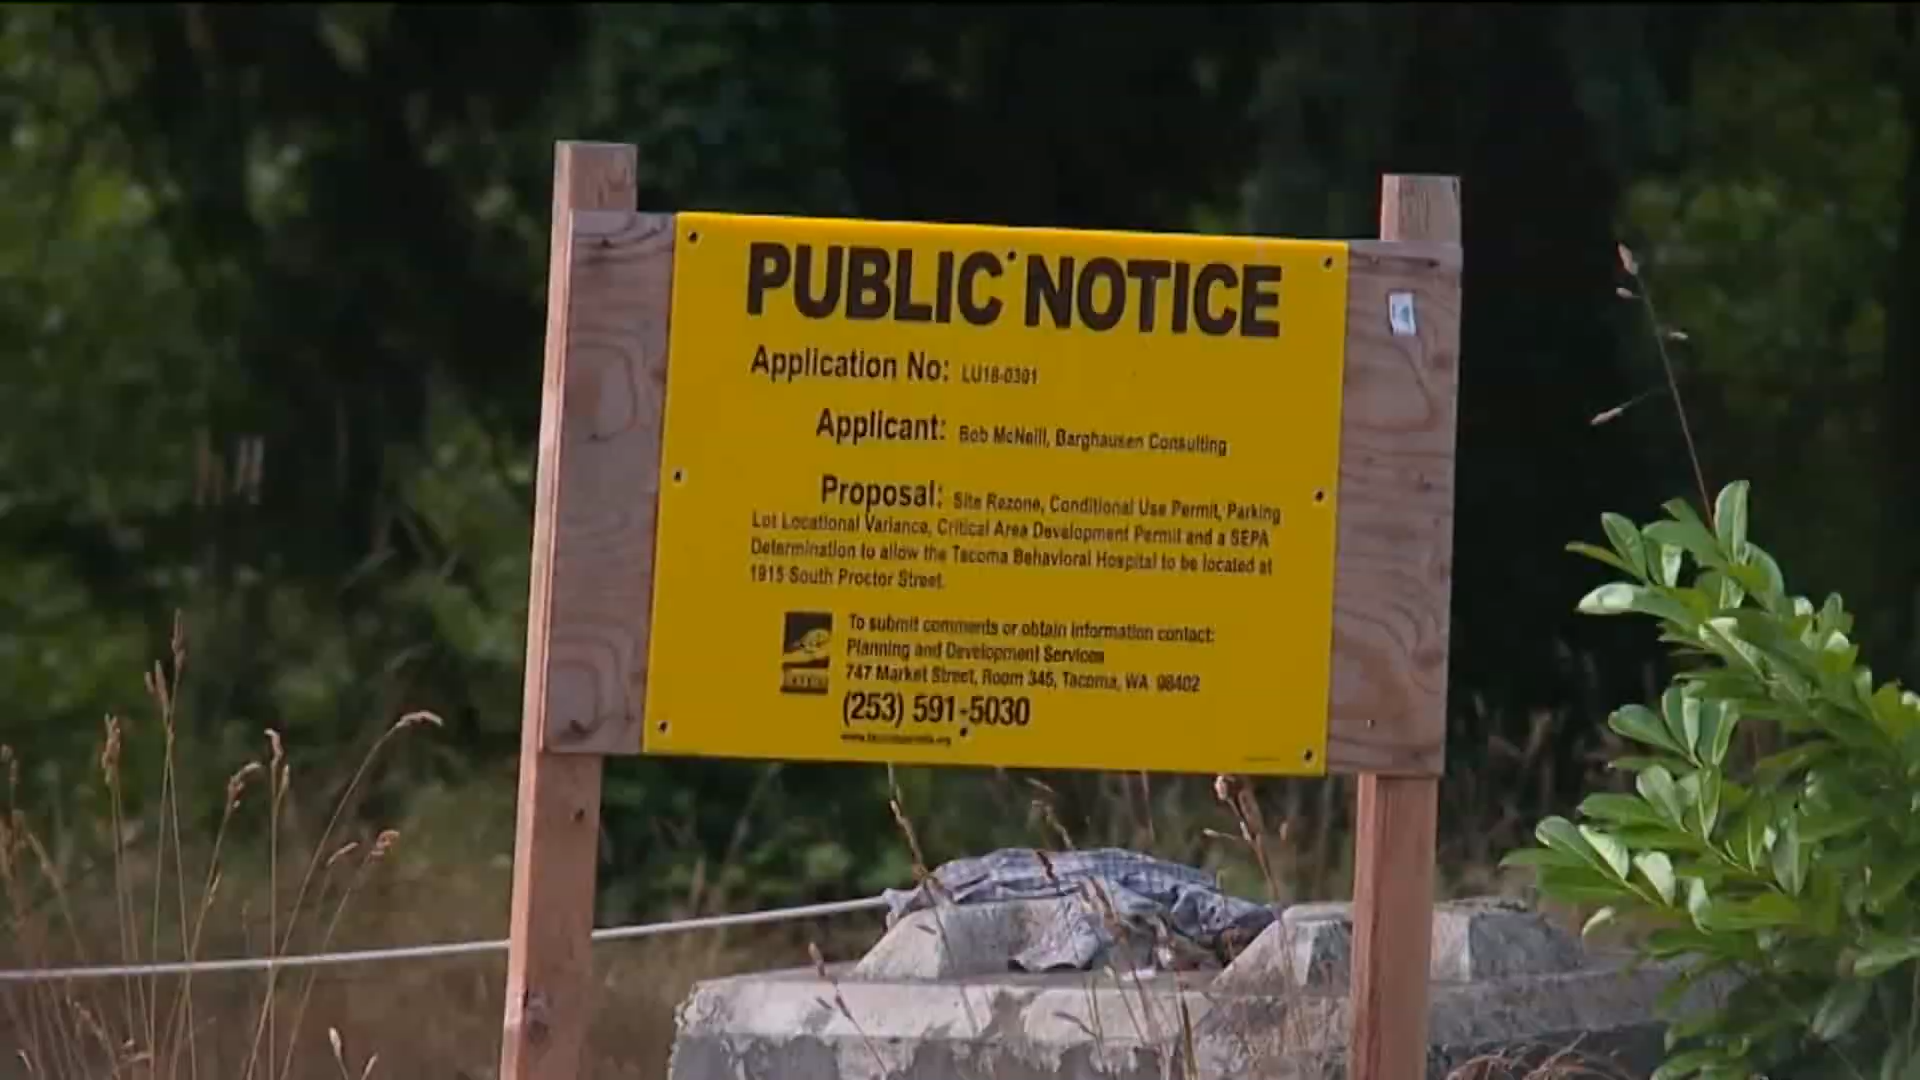 PUBLIC NOTICE
Application No: LU18-0301
Applicant: Bob McNeill, Barghausen Consulting
Proposal: Site Rezone, Conditional Use Permit, Parking
Lot Locational Variance, Critical Area Development Permit and a SEPA
Determination to allow the Tacoma Behavioral Hospital to be located at
1915 South Proctor Street.
To submit comments or obtain information contact:
Planning and Development Services
747 Market Street, Room 345, Tacoma, WA 98402
(253) 591-5030
www.tacomapermits.org